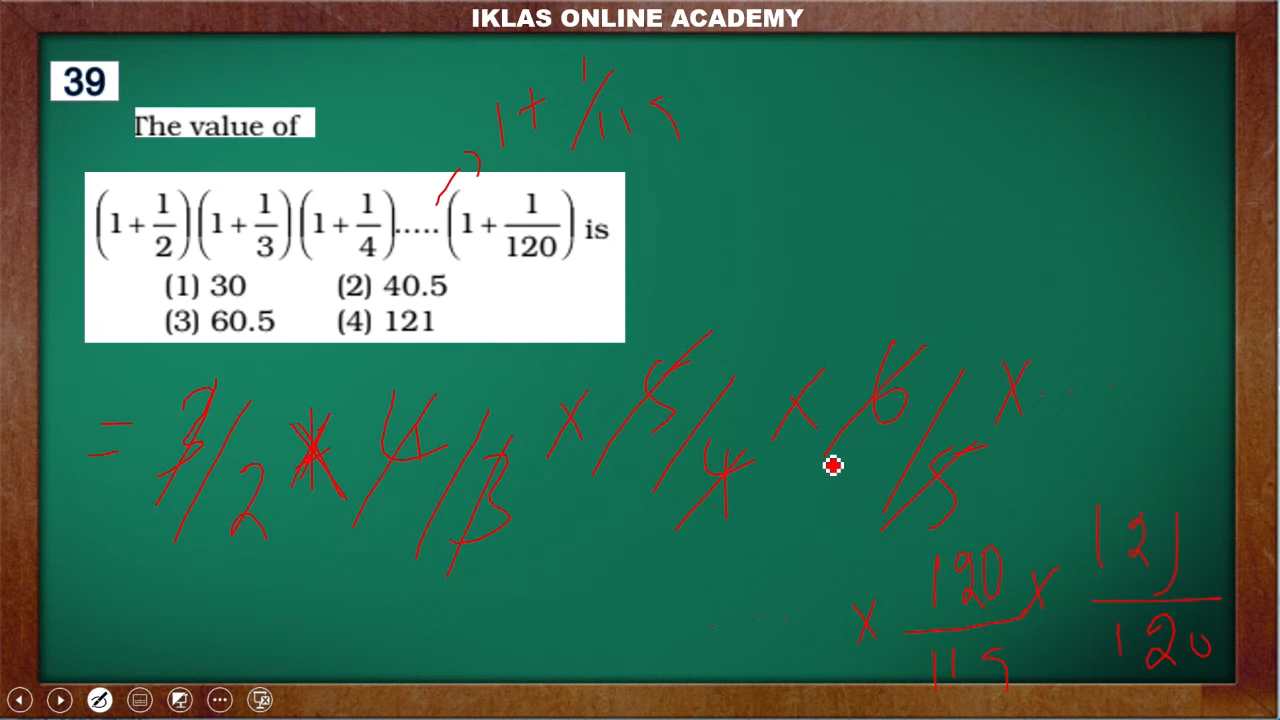 IKLAS ONLINE ACADEMY
39
The value of
1 + 1/119
(1 + 1/2)(1 + 1/3)(1 + 1/4).....(1 + 1/120) is
(1) 30 (2) 40.5
(3) 60.5 (4) 121
= 3/2 × 4/3 × 5/4 × 6/5 × ...
... × 120/119 × 121/120